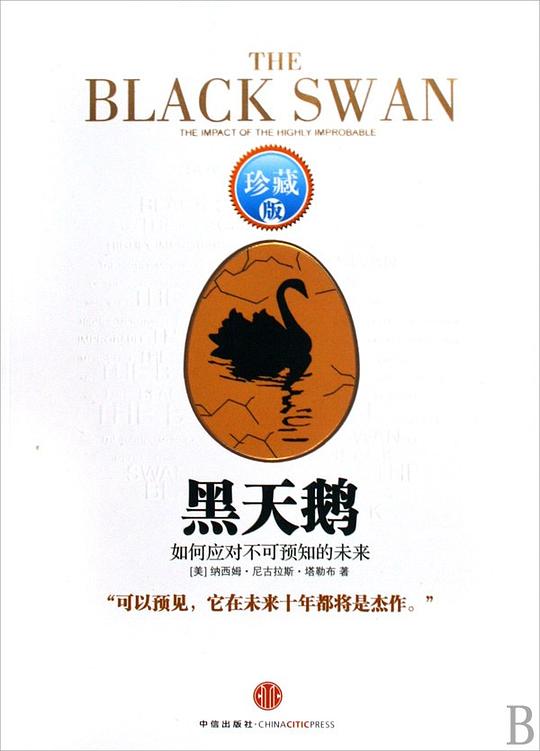 THE
BLACK SWAN
THE IMPACT OF THE HIGHLY IMPROBABLE
珍藏
版
黑天鹅
如何应对不可预知的未来
[美] 纳西姆·尼古拉斯·塔勒布 著
“可以预见，它在未来十年都将是杰作。”
中信出版社·CHINACITICPRESS
B